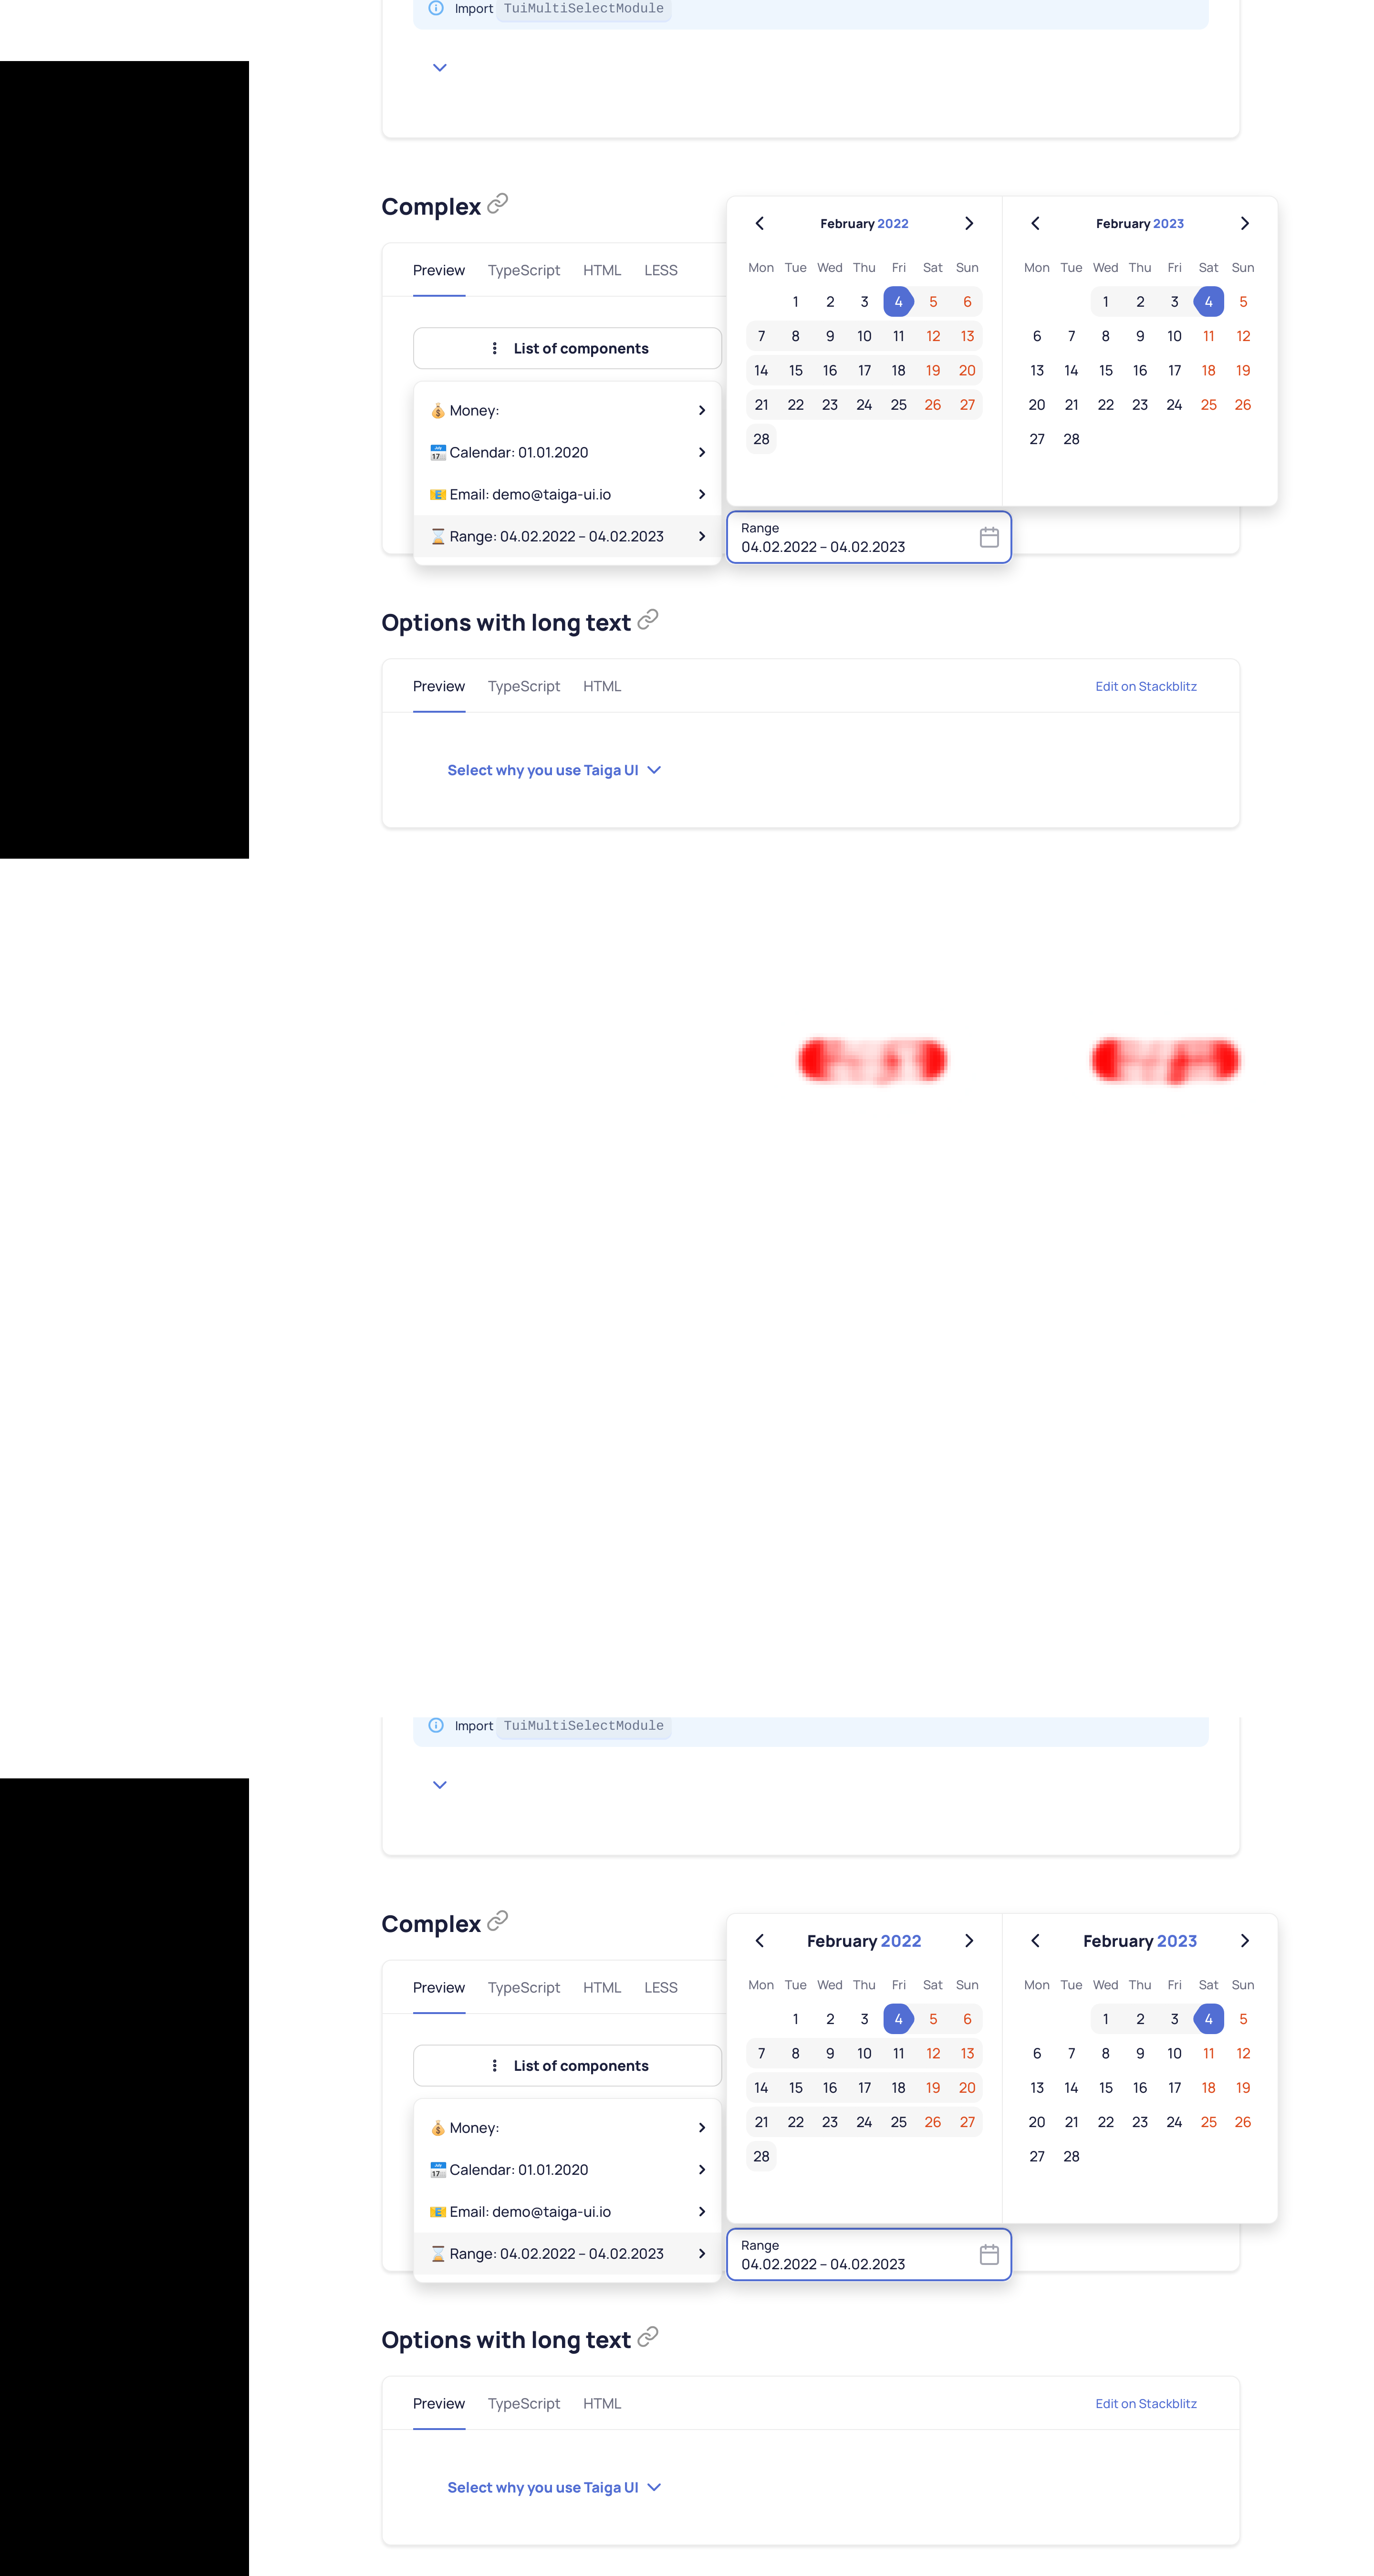 Import TuiMultiSelectModule
Complex
Preview TypeScript HTML LESS
List of components
Money:
Calendar: 01.01.2020
Email: demo@taiga-ui.io
Range: 04.02.2022 – 04.02.2023
February 2022
Mon Tue Wed Thu Fri Sat Sun
1 2 3 4 5 6
7 8 9 10 11 12 13
14 15 16 17 18 19 20
21 22 23 24 25 26 27
28
February 2023
Mon Tue Wed Thu Fri Sat Sun
1 2 3 4 5
6 7 8 9 10 11 12
13 14 15 16 17 18 19
20 21 22 23 24 25 26
27 28
Range
04.02.2022 – 04.02.2023
Options with long text
Preview TypeScript HTML Edit on Stackblitz
Select why you use Taiga UI
Import TuiMultiSelectModule
Complex
Preview TypeScript HTML LESS
List of components
Money:
Calendar: 01.01.2020
Email: demo@taiga-ui.io
Range: 04.02.2022 – 04.02.2023
February 2022
Mon Tue Wed Thu Fri Sat Sun
1 2 3 4 5 6
7 8 9 10 11 12 13
14 15 16 17 18 19 20
21 22 23 24 25 26 27
28
February 2023
Mon Tue Wed Thu Fri Sat Sun
1 2 3 4 5
6 7 8 9 10 11 12
13 14 15 16 17 18 19
20 21 22 23 24 25 26
27 28
Range
04.02.2022 – 04.02.2023
Options with long text
Preview TypeScript HTML Edit on Stackblitz
Select why you use Taiga UI